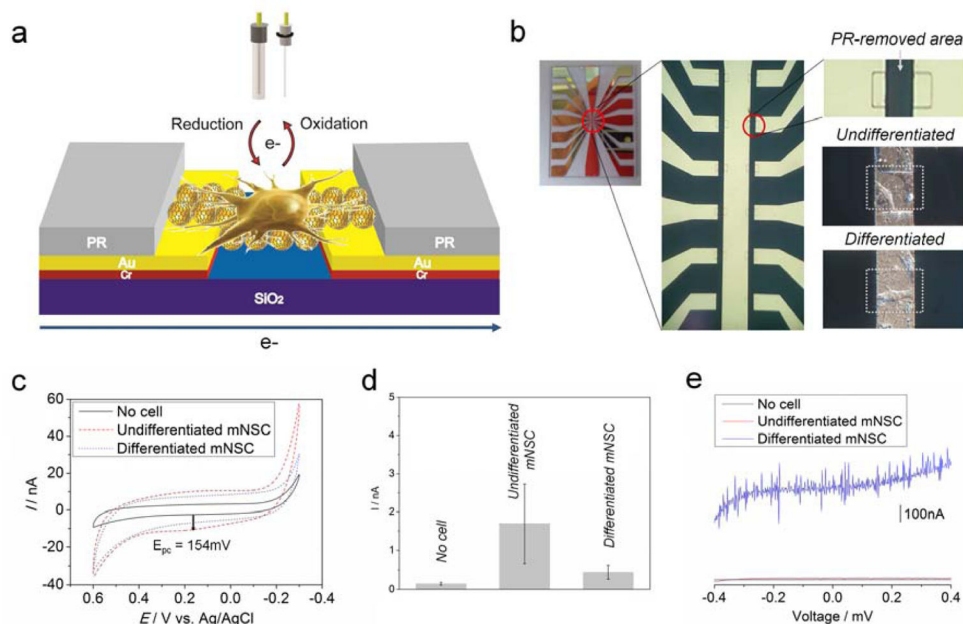 a
Reduction
Oxidation
e-
PR
PR
Au
Au
Cr
Cr
SiO₂
e-
b
PR-removed area
Undifferentiated
Differentiated
c
60
40
20
0
-20
-40
I / nA
No cell
Undifferentiated mNSC
Differentiated mNSC
Epc = 154mV
0.6 0.4 0.2 0.0 -0.2 -0.4
E / V vs. Ag/AgCl
d
5
4
3
2
1
0
I / nA
No cell
Undifferentiated
mNSC
Differentiated mNSC
e
No cell
Undifferentiated mNSC
Differentiated mNSC
100nA
-0.4 -0.2 0.0 0.2 0.4
Voltage / mV